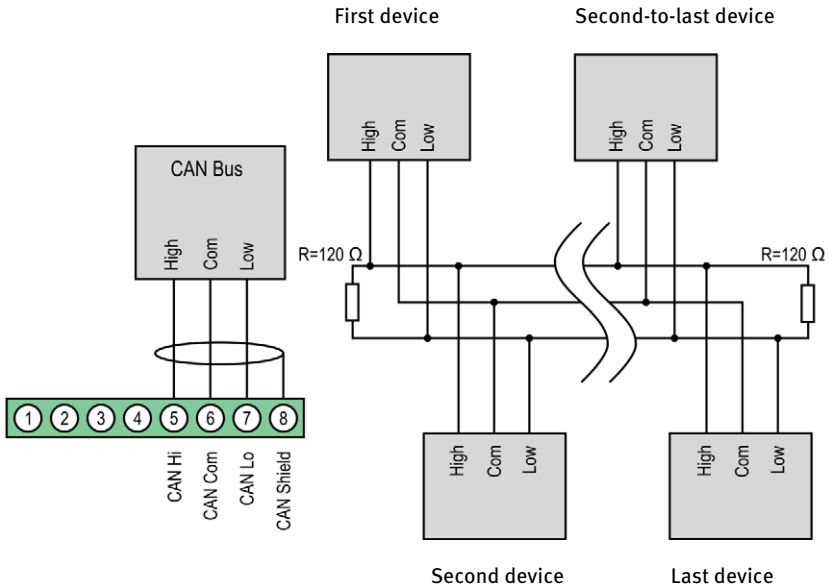 First device
Second-to-last device
High
Com
Low
High
Com
Low
CAN Bus
High
Com
Low
R=120 Ω
R=120 Ω
1 2 3 4 5 6 7 8
CAN Hi
CAN Com
CAN Lo
CAN Shield
High
Com
Low
High
Com
Low
Second device
Last device